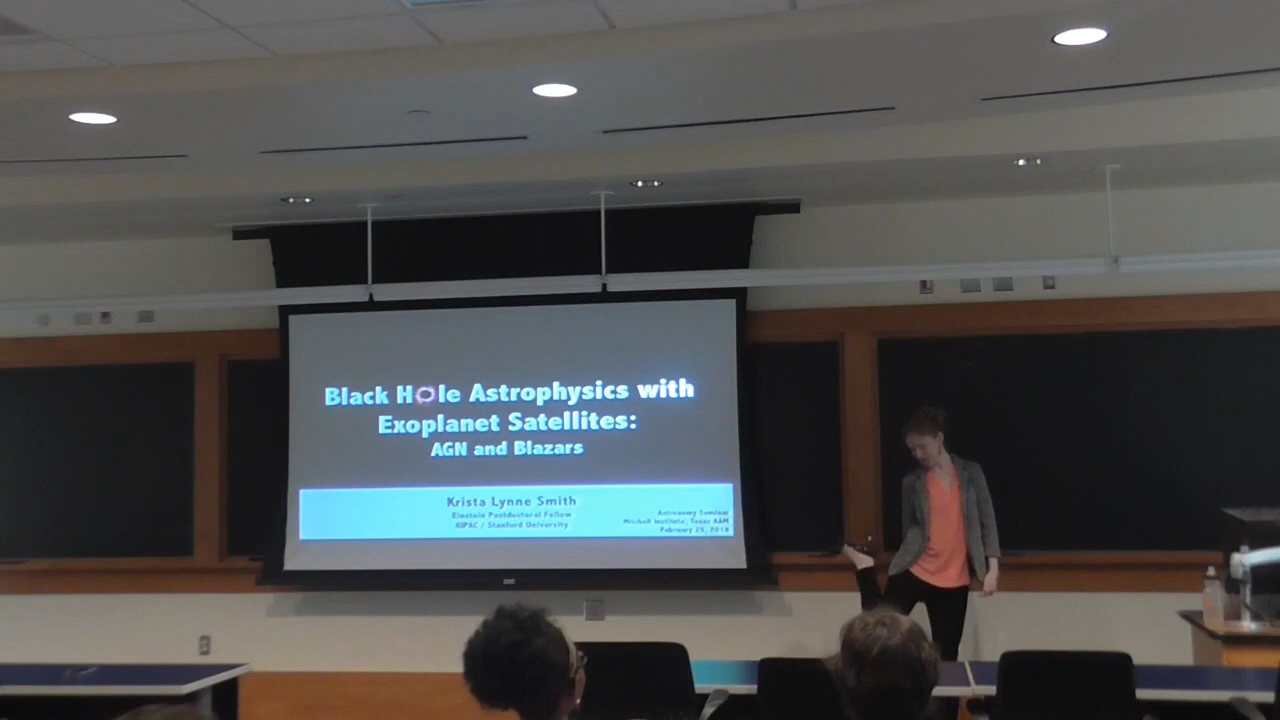 Black Hole Astrophysics with
Exoplanet Satellites:
AGN and Blazars
Krista Lynne Smith
Einstein Postdoctoral Fellow
KIPAC / Stanford University
Astronomy Seminar
Mitchell Institute, Texas A&M
February 25, 2019